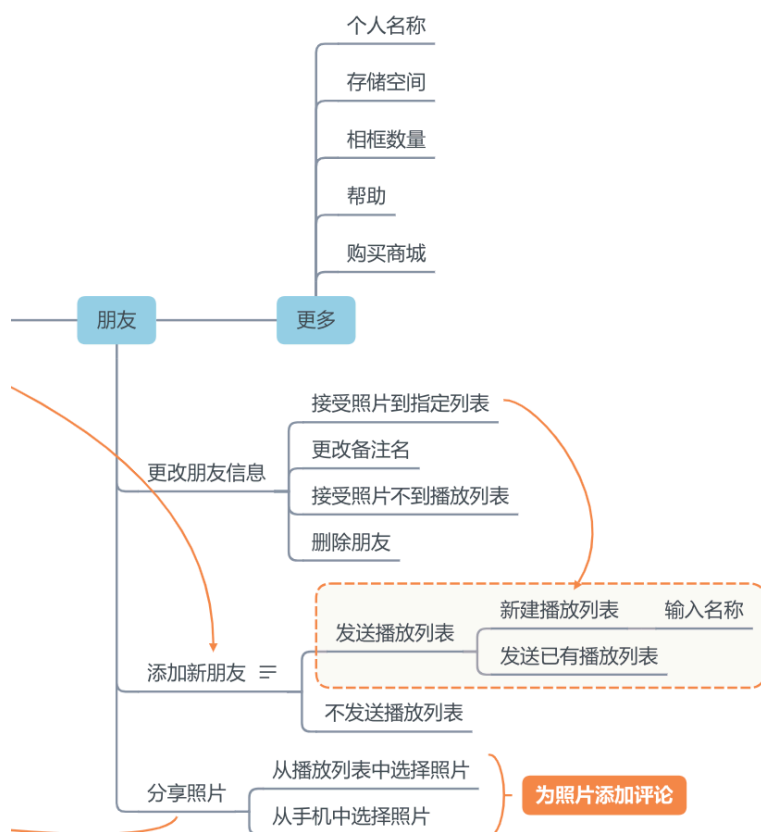 个人名称
存储空间
相框数量
帮助
购买商城
朋友
更多
接受照片到指定列表
更改备注名
更改朋友信息
接受照片不到播放列表
删除朋友
新建播放列表
输入名称
发送播放列表
发送已有播放列表
添加新朋友
不发送播放列表
从播放列表中选择照片
分享照片
为照片添加评论
从手机中选择照片